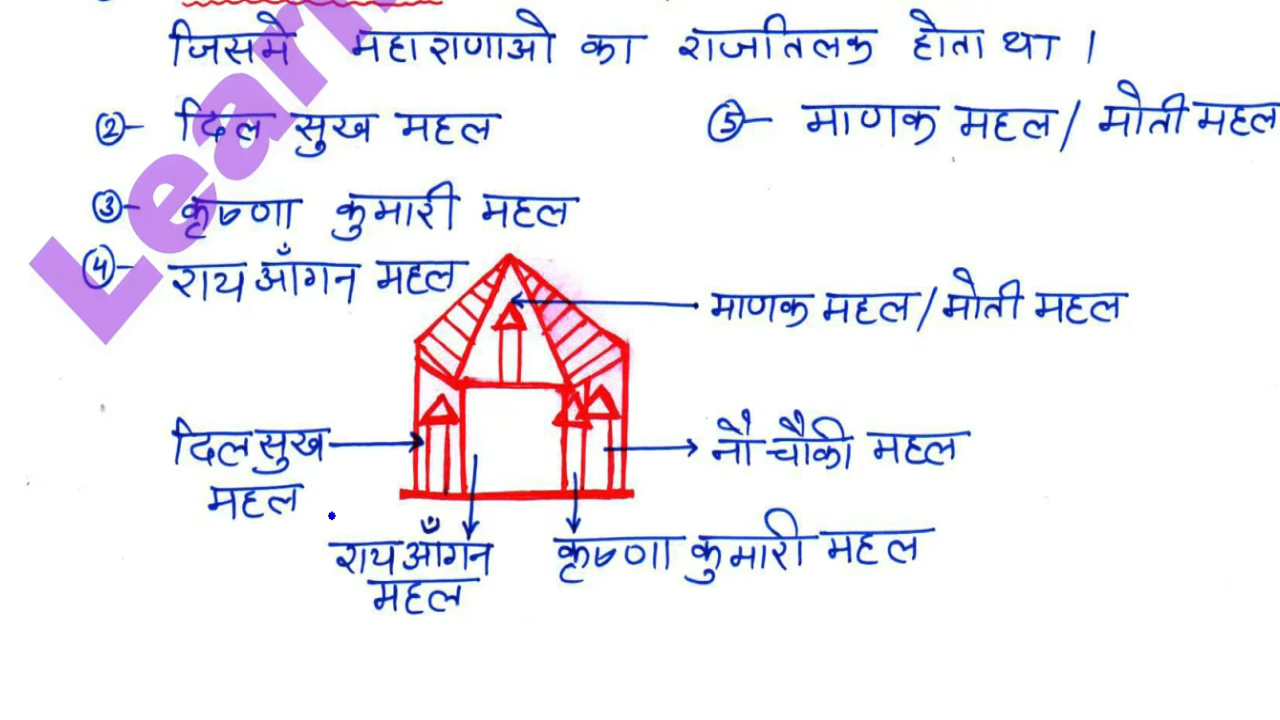 Learn
जिसमे महाराणाओ का राजतिलक होता था ।
②- दिल सुख महल
⑤- माणक महल / मोती महल
③- कृष्णा कुमारी महल
④- राय आँगन महल
माणक महल/मोती महल
दिल सुख
महल
नौ चौकी महल
राय आँगन
महल
कृष्णा कुमारी महल